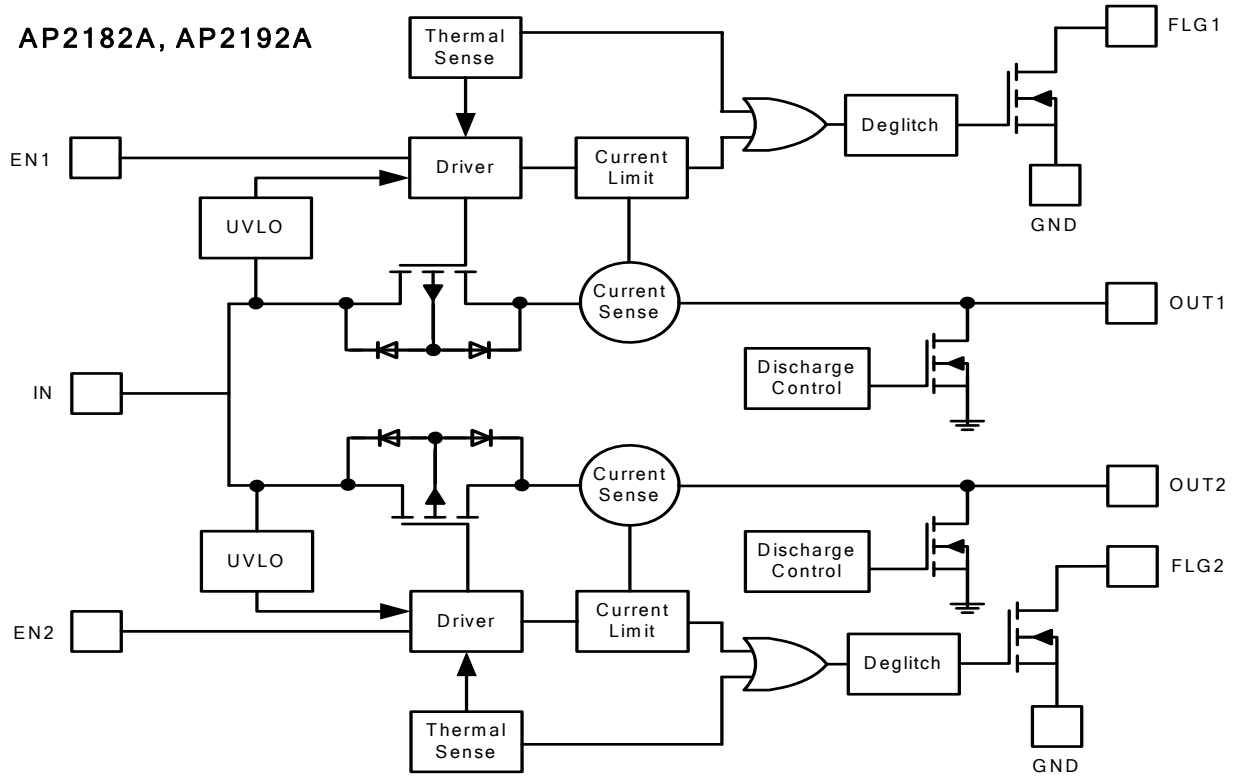 AP2182A, AP2192A
Thermal
Sense
FLG1
Deglitch
EN1
Driver
Current
Limit
GND
UVLO
Current
Sense
OUT1
Discharge
Control
IN
Current
Sense
OUT2
Discharge
Control
UVLO
FLG2
EN2
Driver
Current
Limit
Deglitch
Thermal
Sense
GND